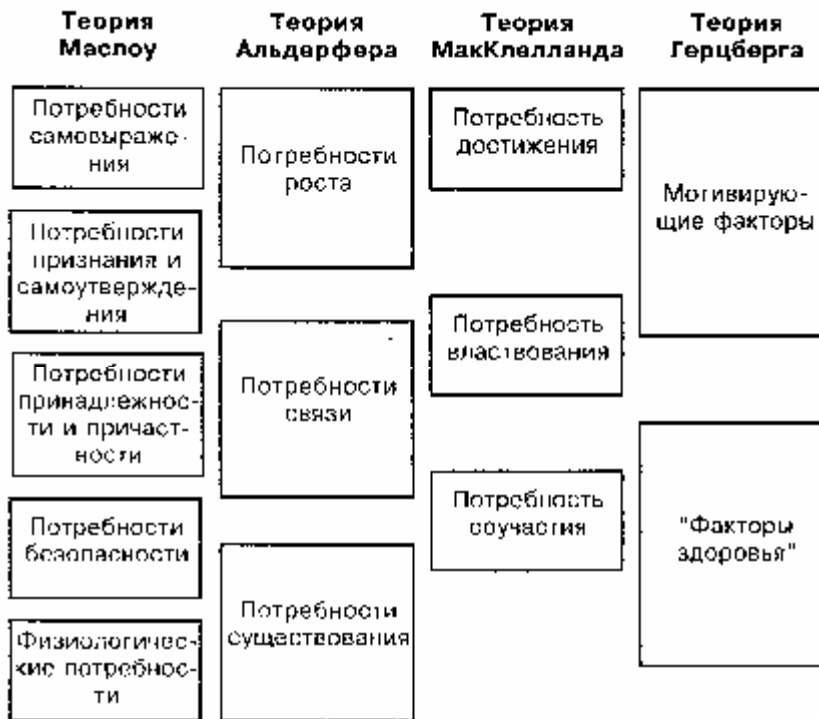 Теория
Маслоу
Потребности
самовыраже-
ния
Потребности
признания и
самоутвержде-
ния
Потребности
принадлежнос-
ти и причаст-
ности
Потребности
безопасности
Физиологичес-
кие потребнос-
ти
Теория
Альдерфера
Потребности
роста
Потребности
связи
Потребности
существования
Теория
МакКлелланда
Потребность
достижения
Потребность
властвования
Потребность
соучастия
Теория
Герцберга
Мотивирую-
щие факторы
"Факторы
здоровья"